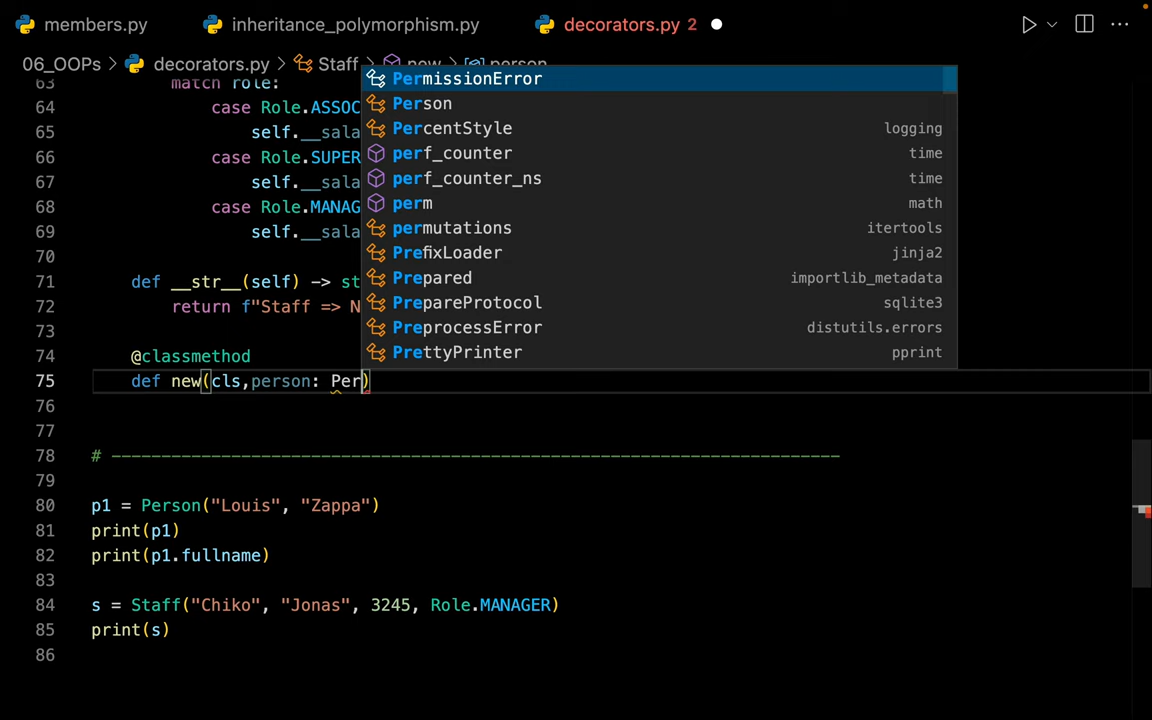 members.py inheritance_polymorphism.py decorators.py 2
06_OOPs > decorators.py > Staff > new > person
63 match role:
64 case Role.ASSOC
65 self.__sala
66 case Role.SUPER
67 self.__sala
68 case Role.MANAG
69 self.__sala
70
71 def __str__(self) -> st
72 return f"Staff => N
73
74 @classmethod
75 def new(cls,person: Per)
76
77
78 # -------------------------------------------------------------------------
79
80 p1 = Person("Louis", "Zappa")
81 print(p1)
82 print(p1.fullname)
83
84 s = Staff("Chiko", "Jonas", 3245, Role.MANAGER)
85 print(s)
86
PermissionError
Person
PercentStyle logging
perf_counter time
perf_counter_ns time
perm math
permutations itertools
PrefixLoader jinja2
Prepared importlib_metadata
PrepareProtocol sqlite3
PreprocessError distutils.errors
PrettyPrinter pprint